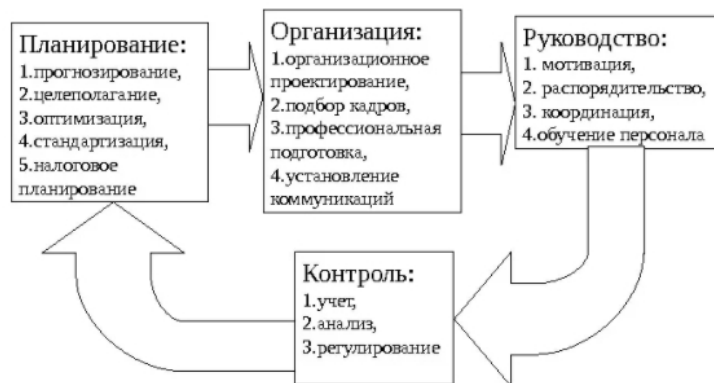 Планирование:
1.прогнозирование,
2.целеполагание,
3.оптимизация,
4.стандартизация,
5.налоговое
планирование
Организация:
1.организационное
проектирование,
2.подбор кадров,
3.профессиональная
подготовка,
4.установление
коммуникаций
Руководство:
1. мотивация,
2. распорядительство,
3. координация,
4.обучение персонала
Контроль:
1.учет,
2.анализ,
3.регулирование